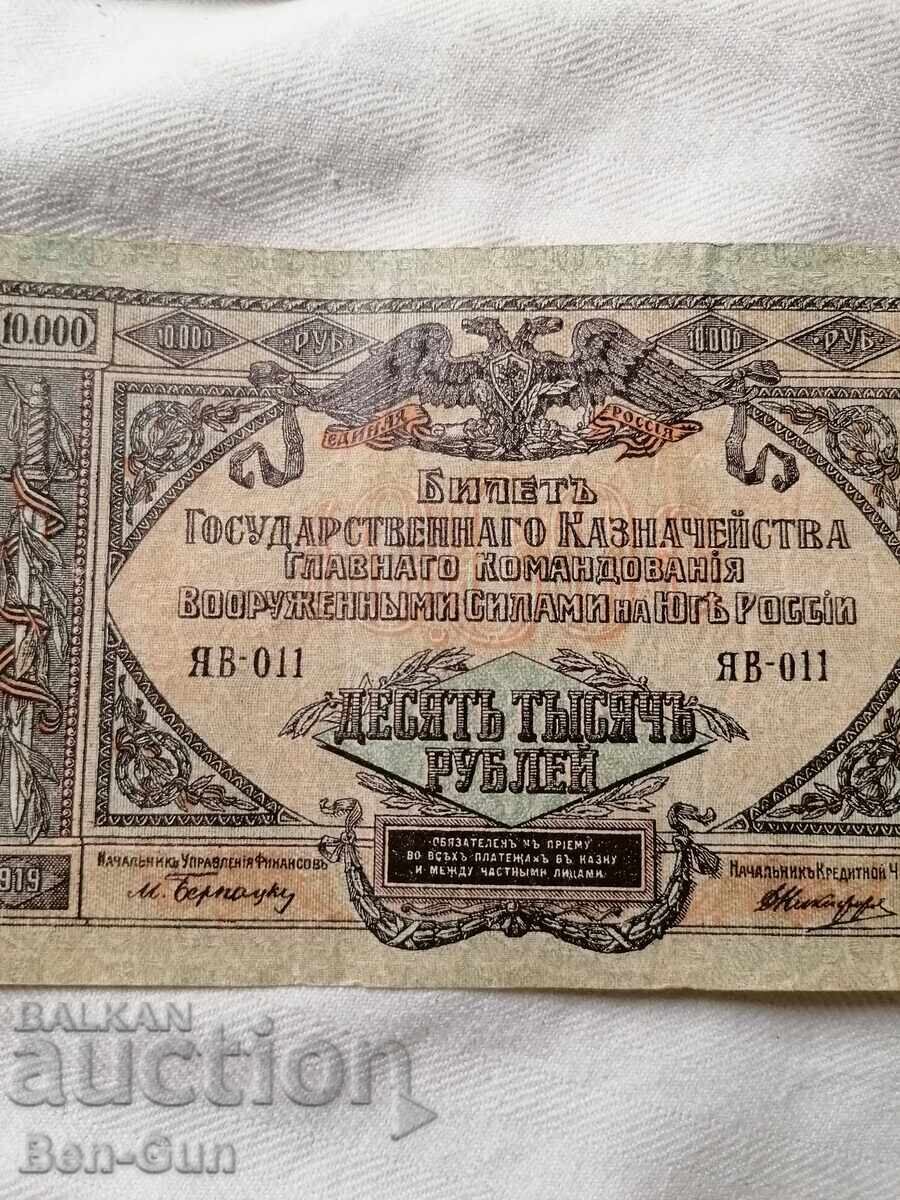 10.000
10.000
РУБ
10.000
РУБ
ЕДИНАЯ
РОССІЯ
БИЛЕТЪ
ГОСУДАРСТВЕННАГО КАЗНАЧЕЙСТВА
ГЛАВНАГО КОМАНДОВАНІЯ
ВООРУЖЕННЫМИ СИЛАМИ НА ЮГѢ РОССІИ
ЯВ-011
ЯВ-011
ДЕСЯТЬ ТЫСЯЧЪ
РУБЛЕЙ
ОБЯЗАТЕЛЕНЪ КЪ ПРІЕМУ
ВО ВСѢХЪ ПЛАТЕЖАХЪ ВЪ КАЗНУ
И МЕЖДУ ЧАСТНЫМИ ЛИЦАМИ.
1919
НАЧАЛЬНИКЪ УПРАВЛЕНІЯ ФИНАНСОВЪ
М. Бернацкій
НАЧАЛЬНИКЪ КРЕДИТНОЙ Ч
BALKAN
auction
Ben-Gun